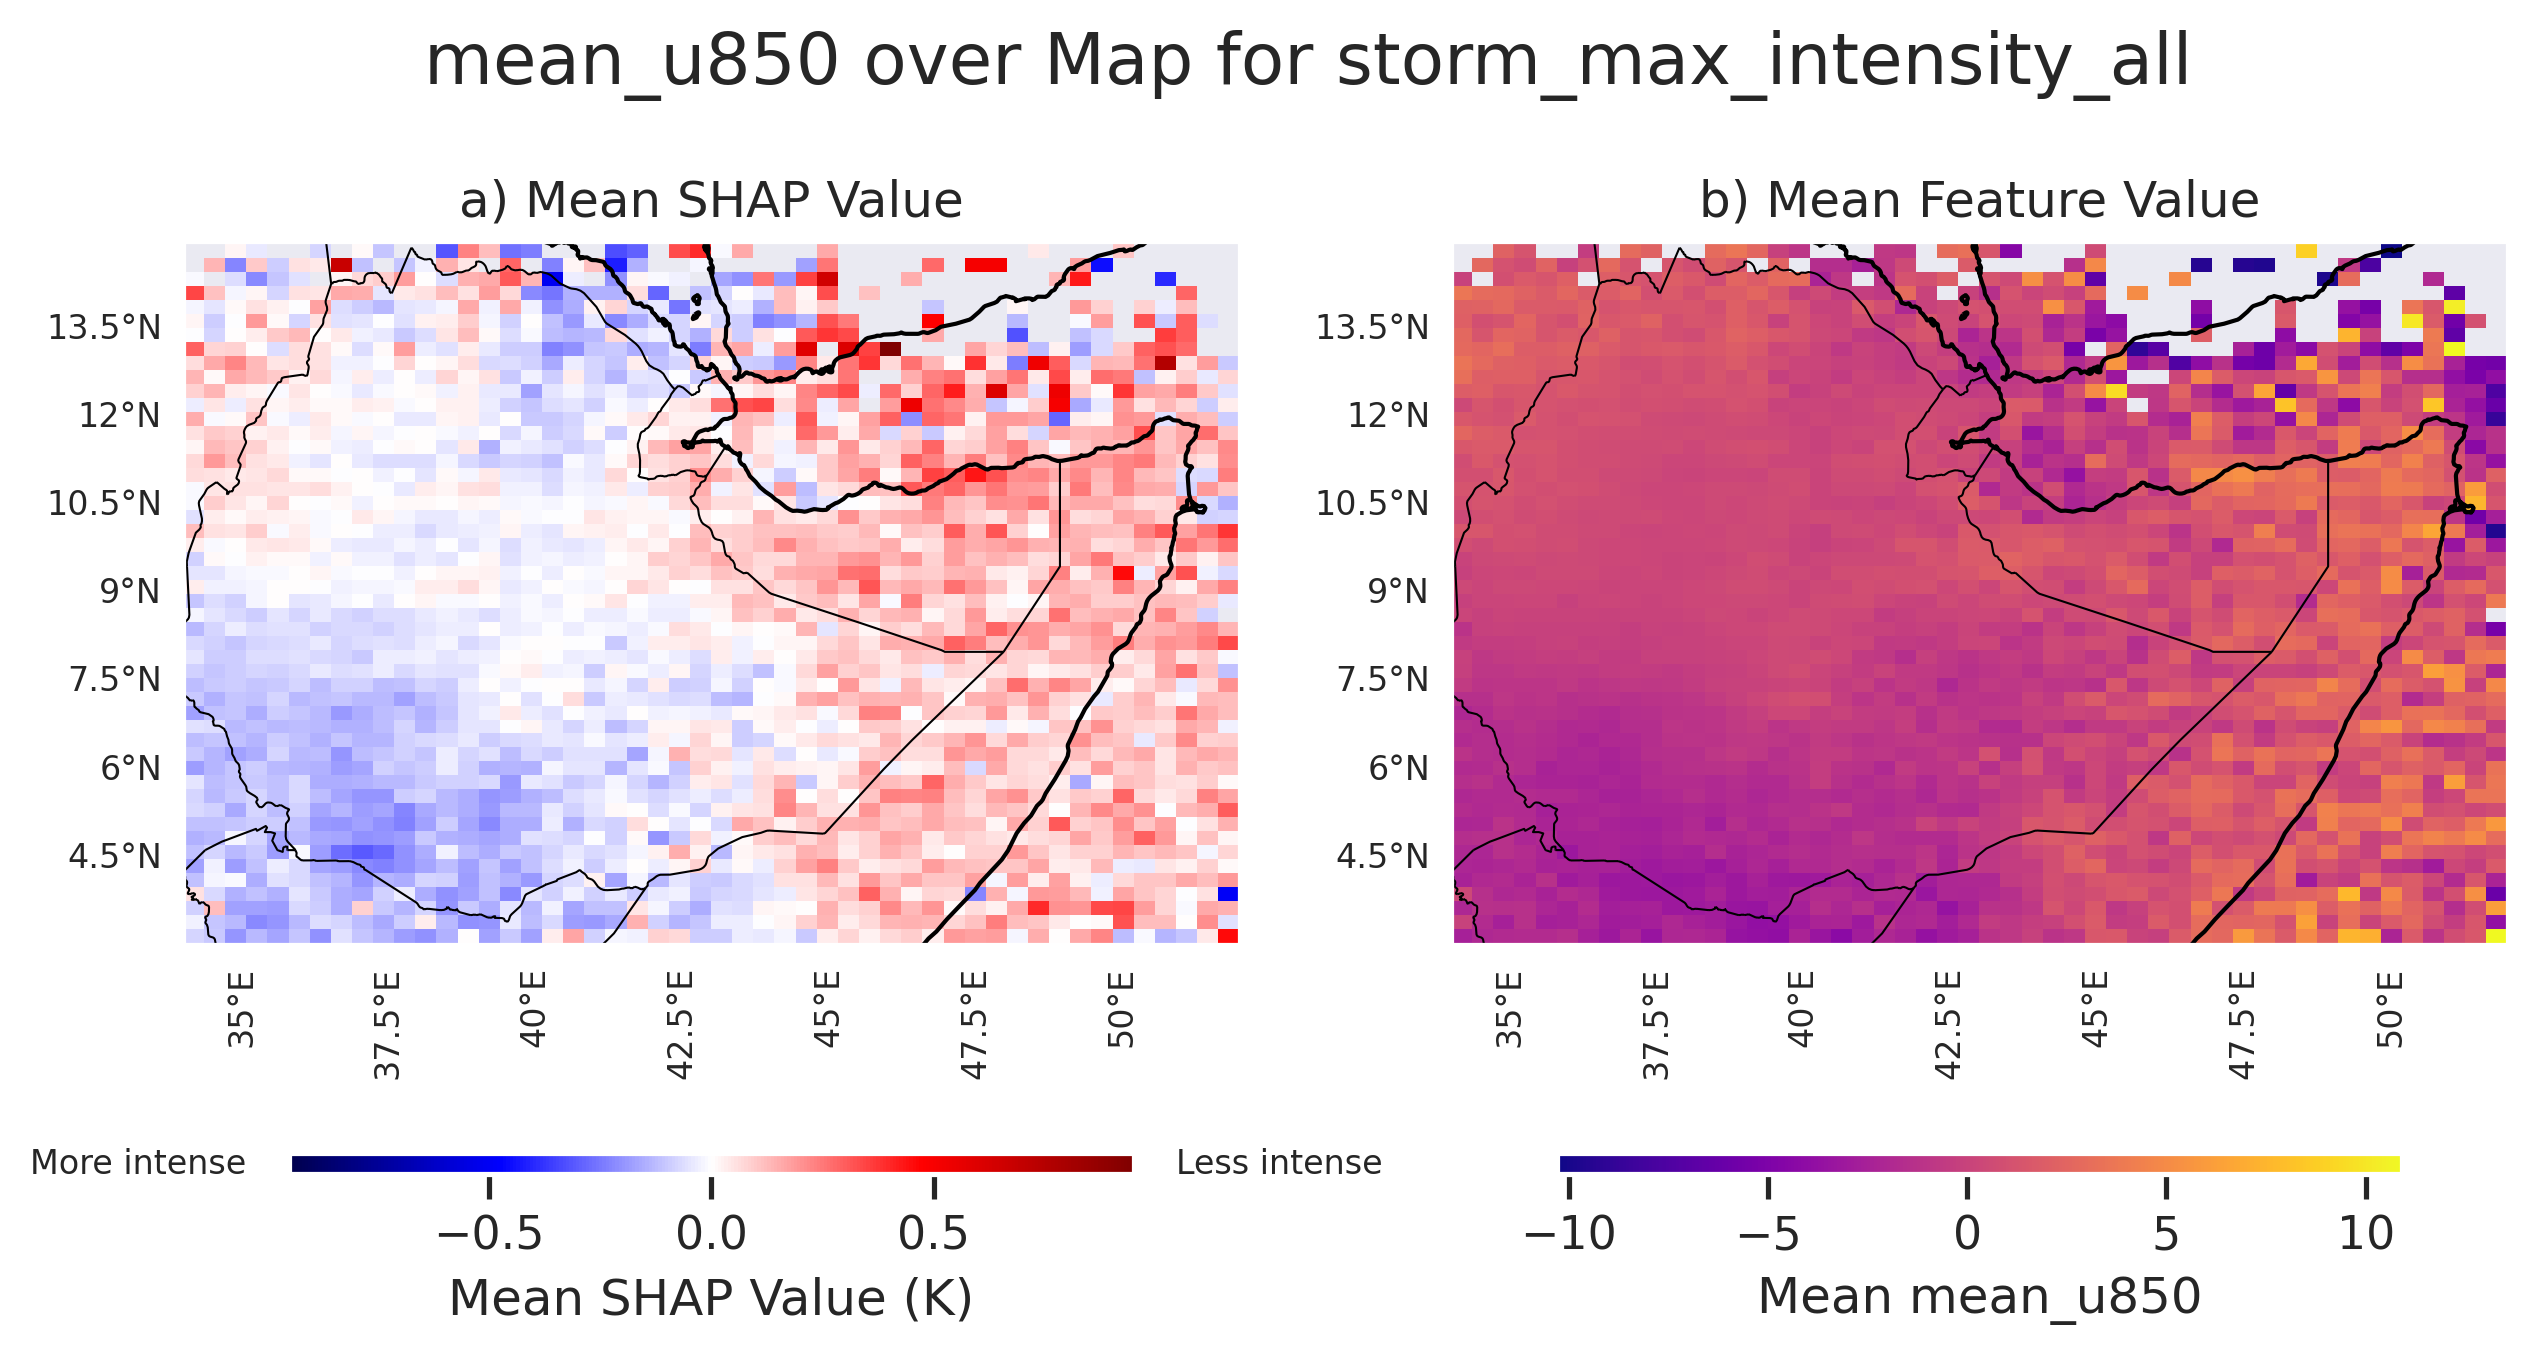 mean_u850 over Map for storm_max_intensity_all
a) Mean SHAP Value
13.5°N
12°N
10.5°N
9°N
7.5°N
6°N
4.5°N
35°E
37.5°E
40°E
42.5°E
45°E
47.5°E
50°E
More intense
Less intense
−0.5
0.0
0.5
Mean SHAP Value (K)
b) Mean Feature Value
13.5°N
12°N
10.5°N
9°N
7.5°N
6°N
4.5°N
35°E
37.5°E
40°E
42.5°E
45°E
47.5°E
50°E
−10
−5
0
5
10
Mean mean_u850